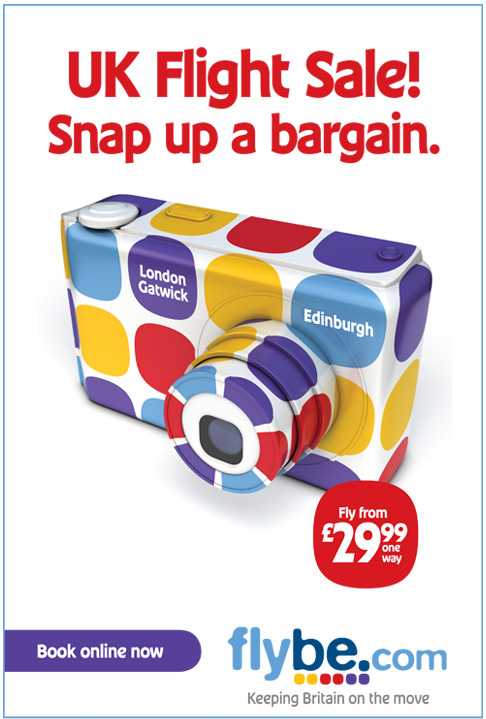 UK Flight Sale!
Snap up a bargain.
London
Gatwick
Edinburgh
Fly from
£29.99
one
way
Book online now
flybe.com
Keeping Britain on the move